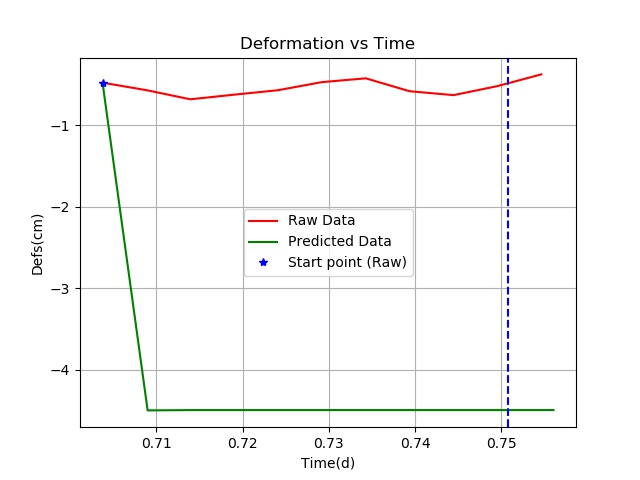 Deformation vs Time
Defs(cm)
−1
−2
−3
−4
Raw Data
Predicted Data
Start point (Raw)
0.71
0.72
0.73
0.74
0.75
Time(d)